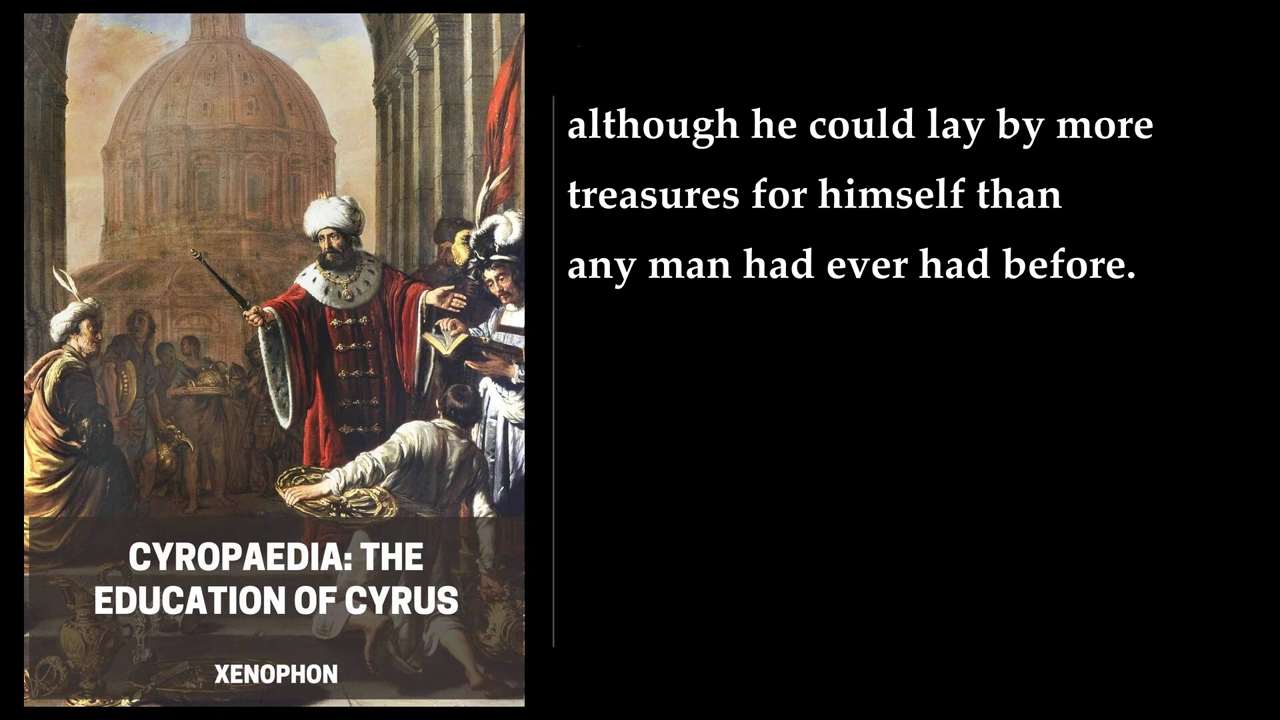 although he could lay by more
treasures for himself than
any man had ever had before.
CYROPAEDIA: THE
EDUCATION OF CYRUS
XENOPHON